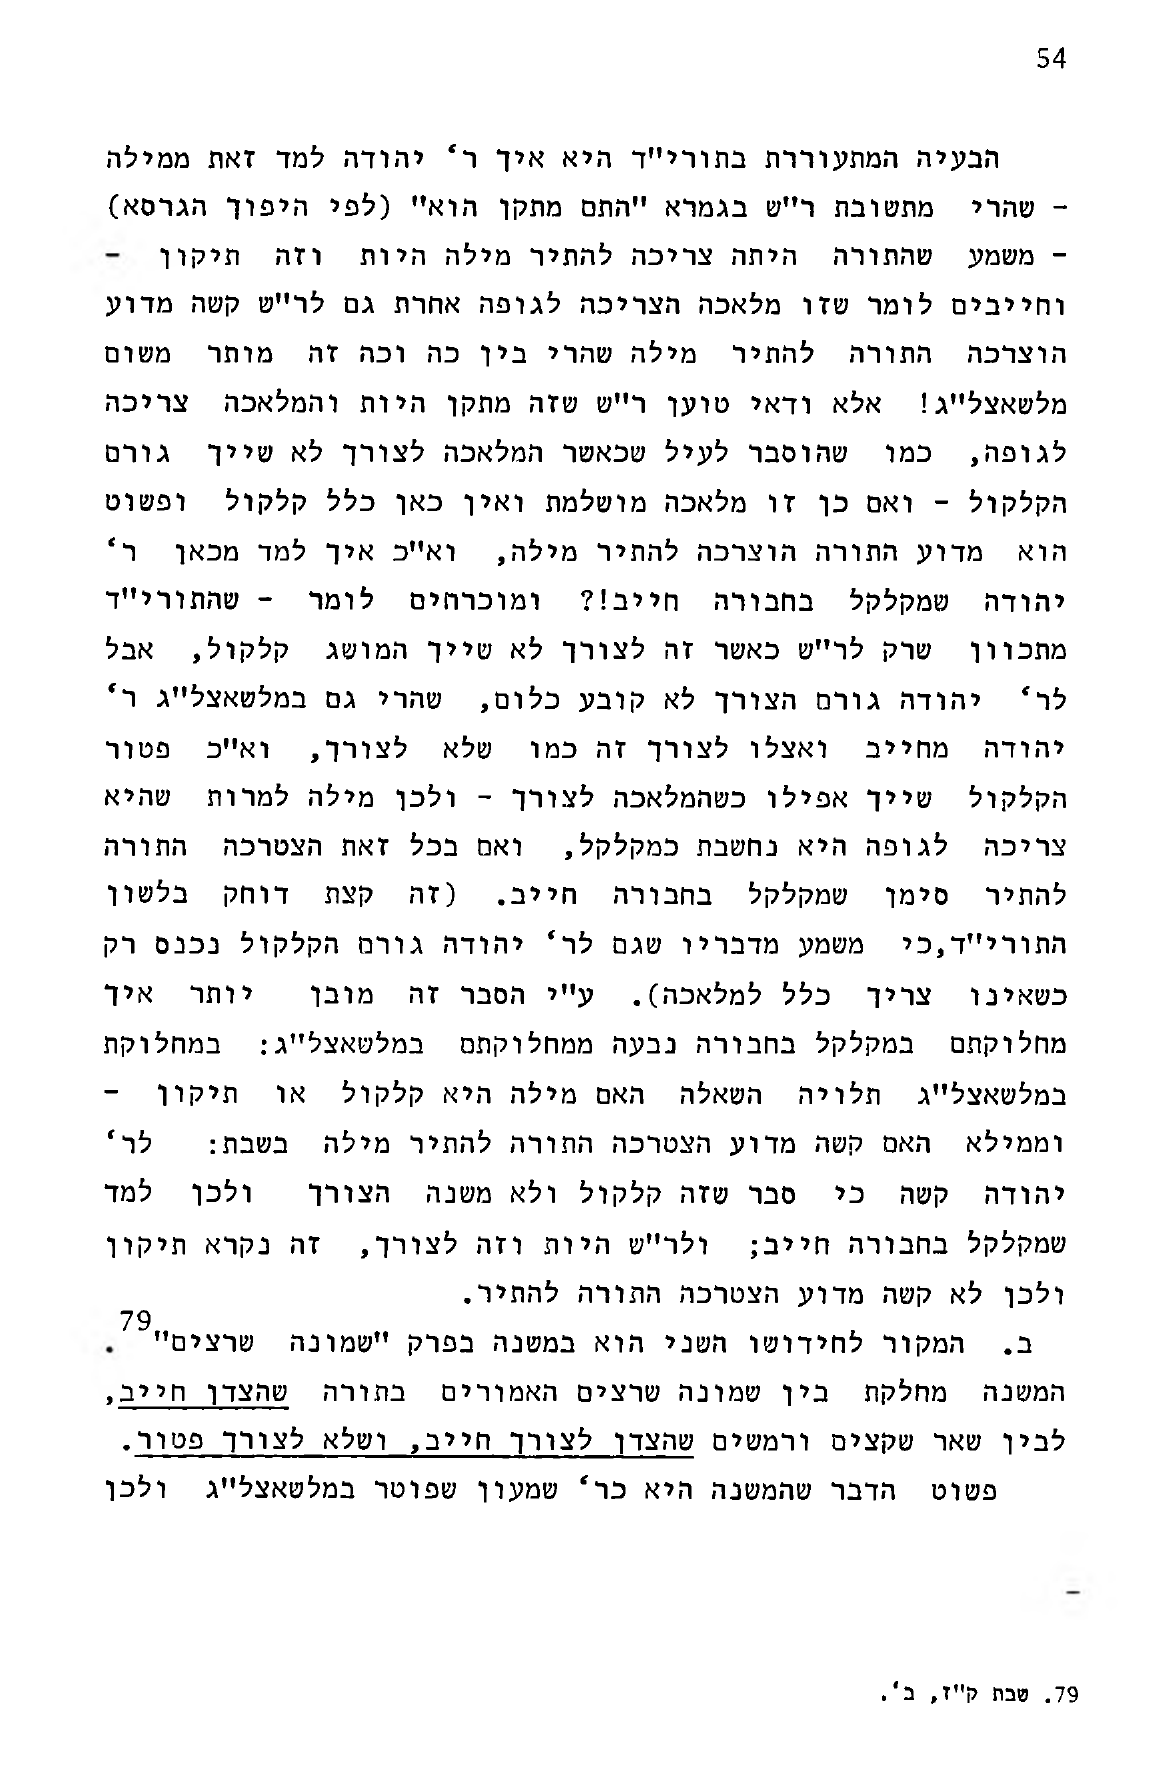 54
הבעיה המתעוררת בתורי"ד היא איך ר' יהודה למד זאת ממילה
- שהרי מתשובת ר"ש בגמרא "התם מתקן הוא" (לפי היפוך הגרסא)
- משמע שהתורה היתה צריכה להתיר מילה היות וזה תיקון -
וחייבים לומר שזו מלאכה הצריכה לגופה אחרת גם לר"ש קשה מדוע
הוצרכה התורה להתיר מילה שהרי בין כה וכה זה מותר משום
מלשאצל"ג! אלא ודאי טוען ר"ש שזה מתקן היות והמלאכה צריכה
לגופה, כמו שהוסבר לעיל שכאשר המלאכה לצורך לא שייך גורם
הקלקול - ואם כן זו מלאכה מושלמת ואין כאן כלל קלקול ופשוט
הוא מדוע התורה הוצרכה להתיר מילה, וא"כ איך למד מכאן ר'
יהודה שמקלקל בחבורה חייב!? ומוכרחים לומר - שהתורי"ד
מתכוון שרק לר"ש כאשר זה לצורך לא שייך המושג קלקול, אבל
לר' יהודה גורם הצורך לא קובע כלום, שהרי גם במלשאצל"ג ר'
יהודה מחייב ואצלו לצורך זה כמו שלא לצורך, וא"כ פטור
הקלקול שייך אפילו כשהמלאכה לצורך - ולכן מילה למרות שהיא
צריכה לגופה היא נחשבת כמקלקל, ואם בכל זאת הצטרכה התורה
להתיר סימן שמקלקל בחבורה חייב. (זה קצת דוחק בלשון
התורי"ד,כי משמע מדבריו שגם לר' יהודה גורם הקלקול נכנס רק
כשאינו צריך כלל למלאכה). ע"י הסבר זה מובן יותר איך
מחלוקתם במקלקל בחבורה נבעה ממחלוקתם במלשאצל"ג: במחלוקת
במלשאצל"ג תלויה השאלה האם מילה היא קלקול או תיקון -
וממילא האם קשה מדוע הצטרכה התורה להתיר מילה בשבת: לר'
יהודה קשה כי סבר שזה קלקול ולא משנה הצורך ולכן למד
שמקלקל בחבורה חייב; ולר"ש היות וזה לצורך, זה נקרא תיקון
ולכן לא קשה מדוע הצטרכה התורה להתיר.
ב. המקור לחידושו השני הוא במשנה בפרק "שמונה שרצים"79.
המשנה מחלקת בין שמונה שרצים האמורים בתורה שהצדן חייב,
לבין שאר שקצים ורמשים שהצדן לצורך חייב, ושלא לצורך פטור.
פשוט הדבר שהמשנה היא כר' שמעון שפוטר במלשאצל"ג ולכן
79. שבת ק"ז, ב'.